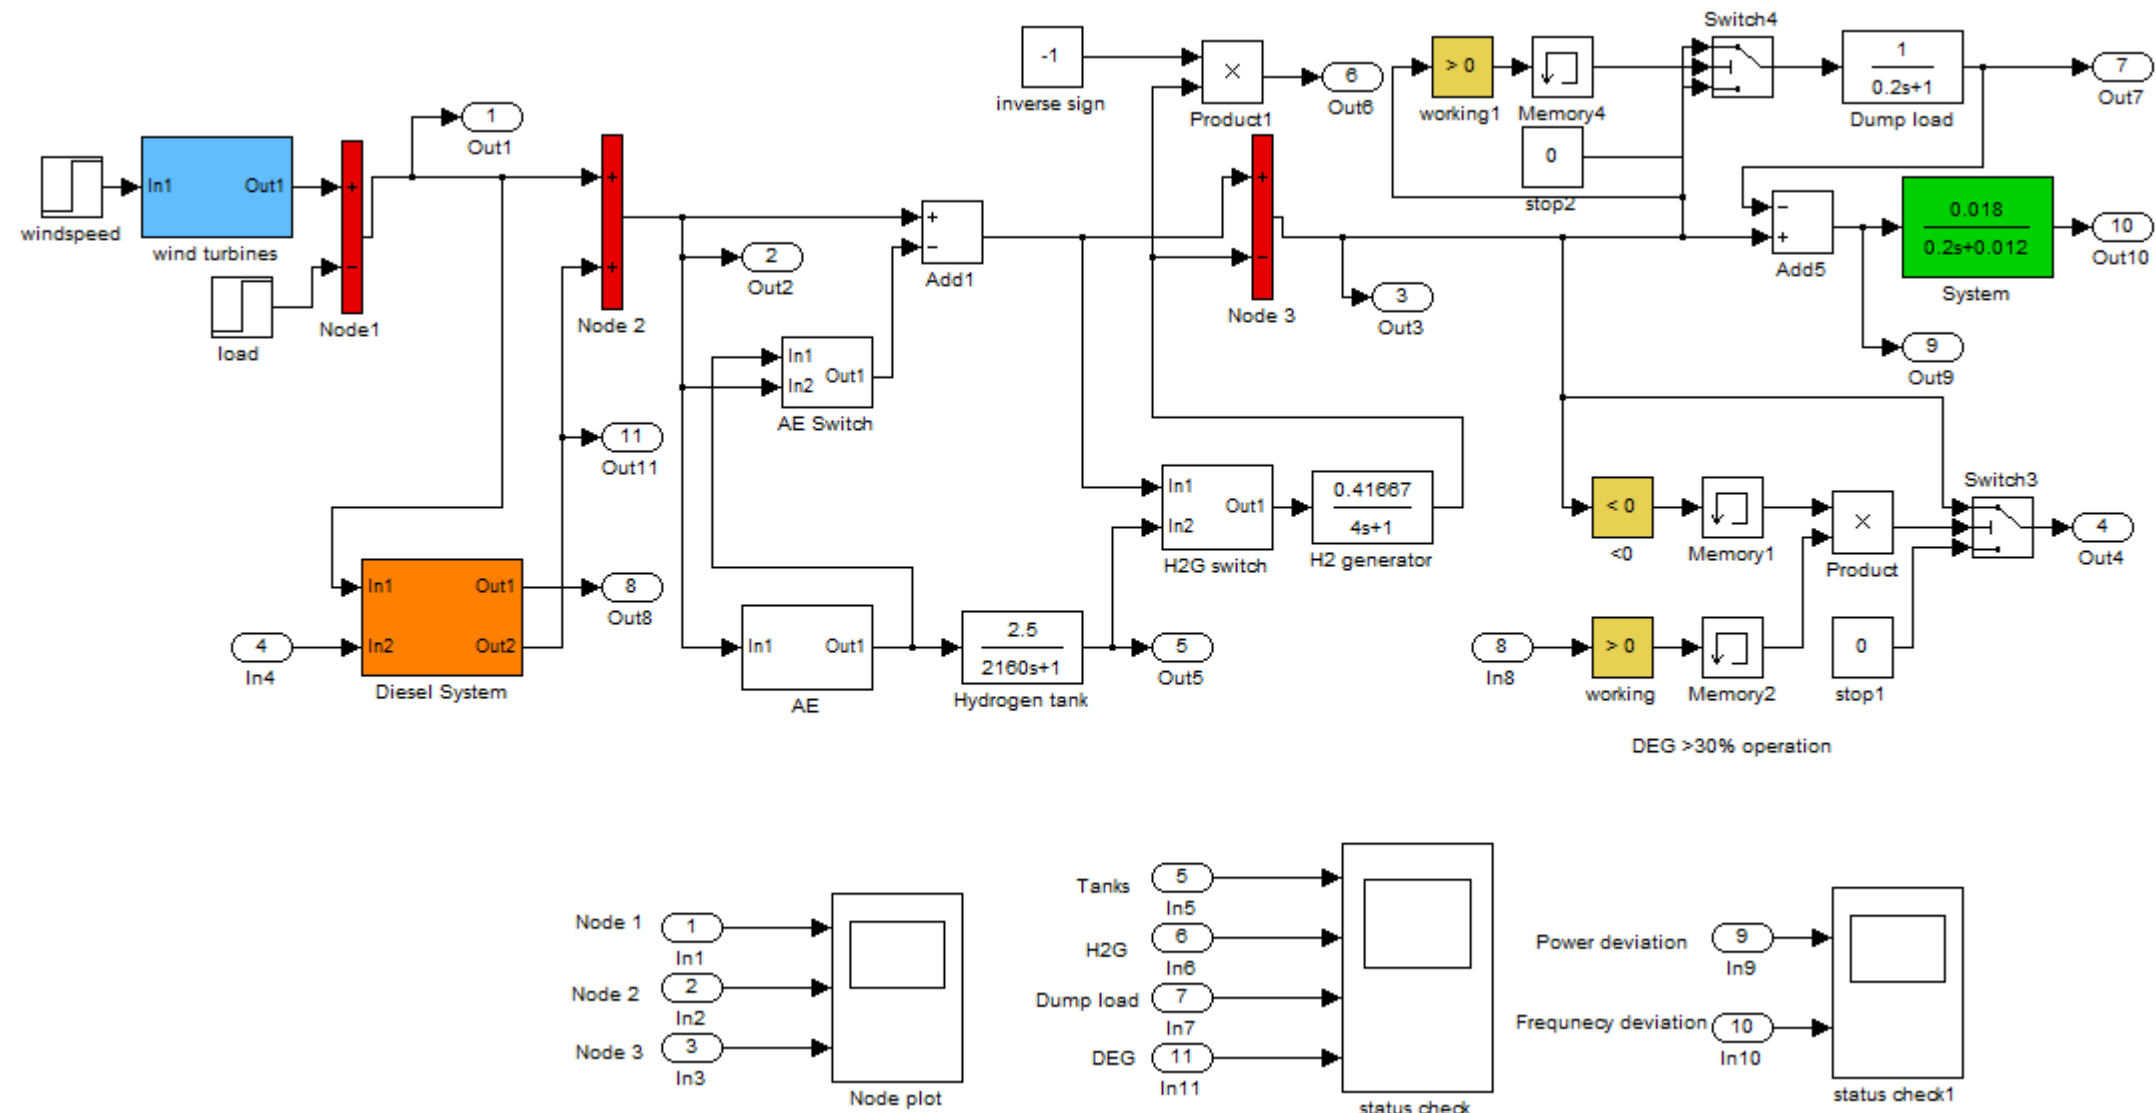 Switch4
-1
inverse sign
×
Product1
6
Out6
> 0
working1
Memory4
1
0.2s+1
Dump load
7
Out7
0
stop2
windspeed
In1 Out1
wind turbines
+
−
Node1
load
1
Out1
+
+
Node 2
2
Out2
+
−
Add1
+
−
Node 3
3
Out3
−
+
Add5
0.018
0.2s+0.012
System
10
Out10
9
Out9
In1
In2
Out1
AE Switch
11
Out11
In1
In2
Out1
H2G switch
0.41667
4s+1
H2 generator
< 0
<0
Memory1
×
Product
Switch3
4
Out4
In1 Out1
In2 Out2
Diesel System
4
In4
8
Out8
In1 Out1
AE
2.5
2160s+1
Hydrogen tank
5
Out5
8
In8
> 0
working
Memory2
0
stop1
DEG >30% operation
Node 1
1
In1
Node 2
2
In2
Node 3
3
In3
Node plot
Tanks
5
In5
H2G
6
In6
Dump load
7
In7
DEG
11
In11
status check
Power deviation
9
In9
Frequnecy deviation
10
In10
status check1